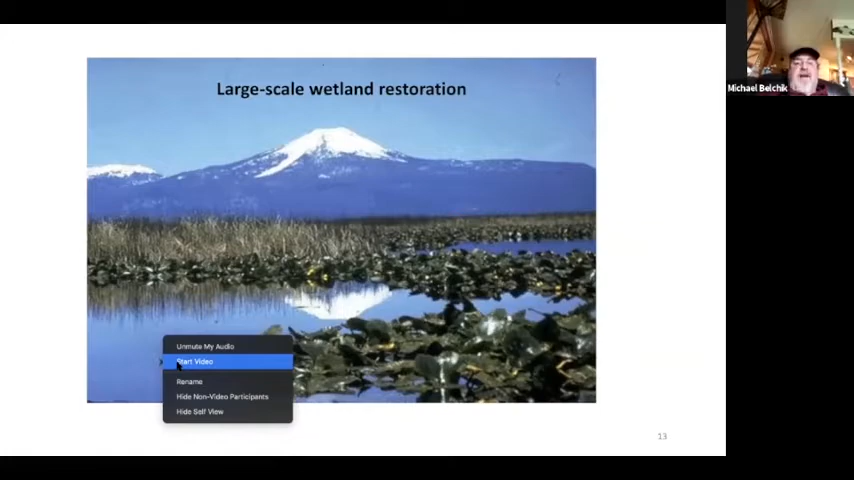 Large-scale wetland restoration
Michael Belchik
Unmute My Audio
Start Video
Rename
Hide Non-Video Participants
Hide Self View
13